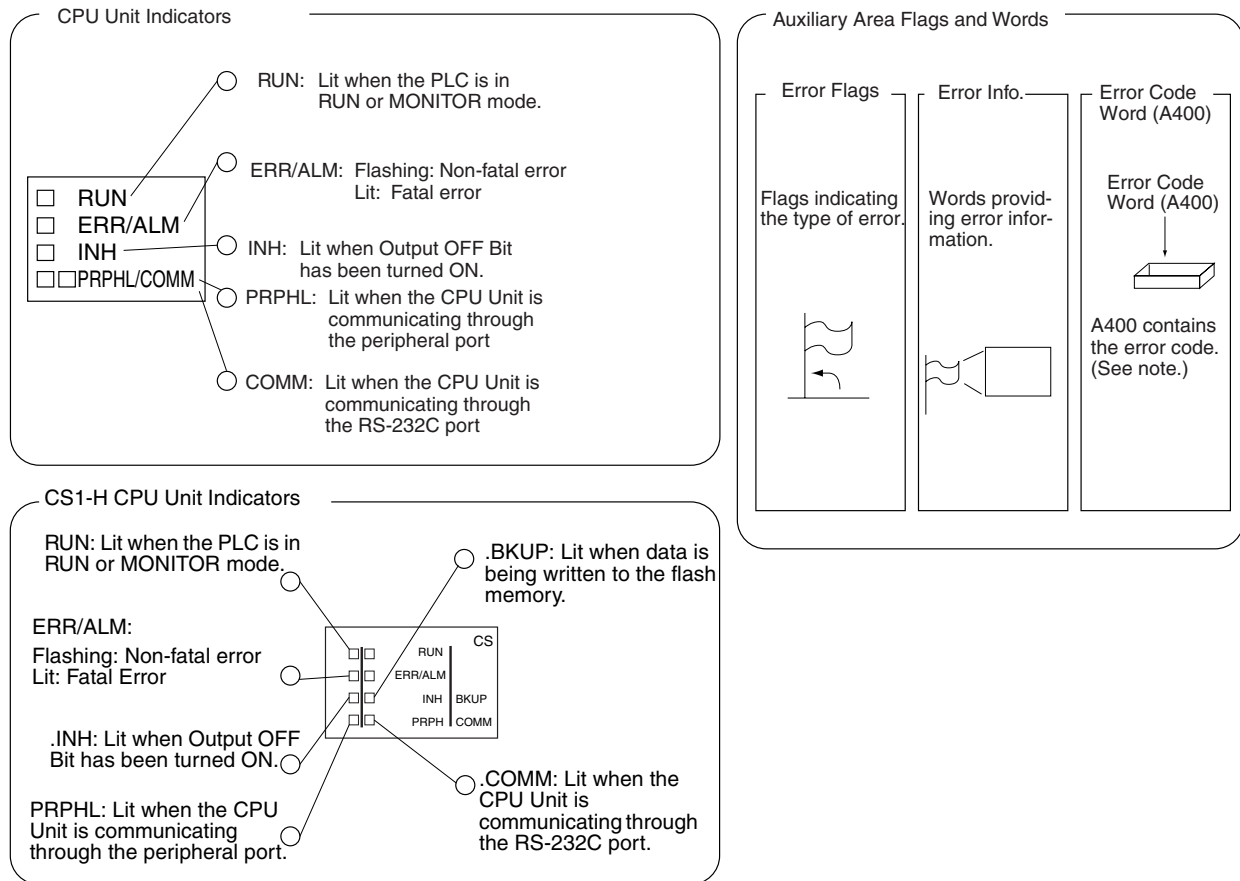 CPU Unit Indicators
RUN: Lit when the PLC is in
RUN or MONITOR mode.
ERR/ALM: Flashing: Non-fatal error
Lit: Fatal error
INH: Lit when Output OFF Bit
has been turned ON.
PRPHL: Lit when the CPU Unit is
communicating through
the peripheral port
COMM: Lit when the CPU Unit is
communicating through
the RS-232C port
RUN
ERR/ALM
INH
PRPHL/COMM
Auxiliary Area Flags and Words
Error Flags
Flags indicating
the type of error.
Error Info.
Words provid-
ing error infor-
mation.
Error Code
Word (A400)
Error Code
Word (A400)
A400 contains
the error code.
(See note.)
CS1-H CPU Unit Indicators
RUN: Lit when the PLC is in
RUN or MONITOR mode.
ERR/ALM:
Flashing: Non-fatal error
Lit: Fatal Error
.INH: Lit when Output OFF
Bit has been turned ON.
PRPHL: Lit when the CPU
Unit is communicating
through the peripheral port.
.BKUP: Lit when data is
being written to the flash
memory.
CS
RUN
ERR/ALM
INH BKUP
PRPH COMM
.COMM: Lit when the
CPU Unit is
communicating through
the RS-232C port.